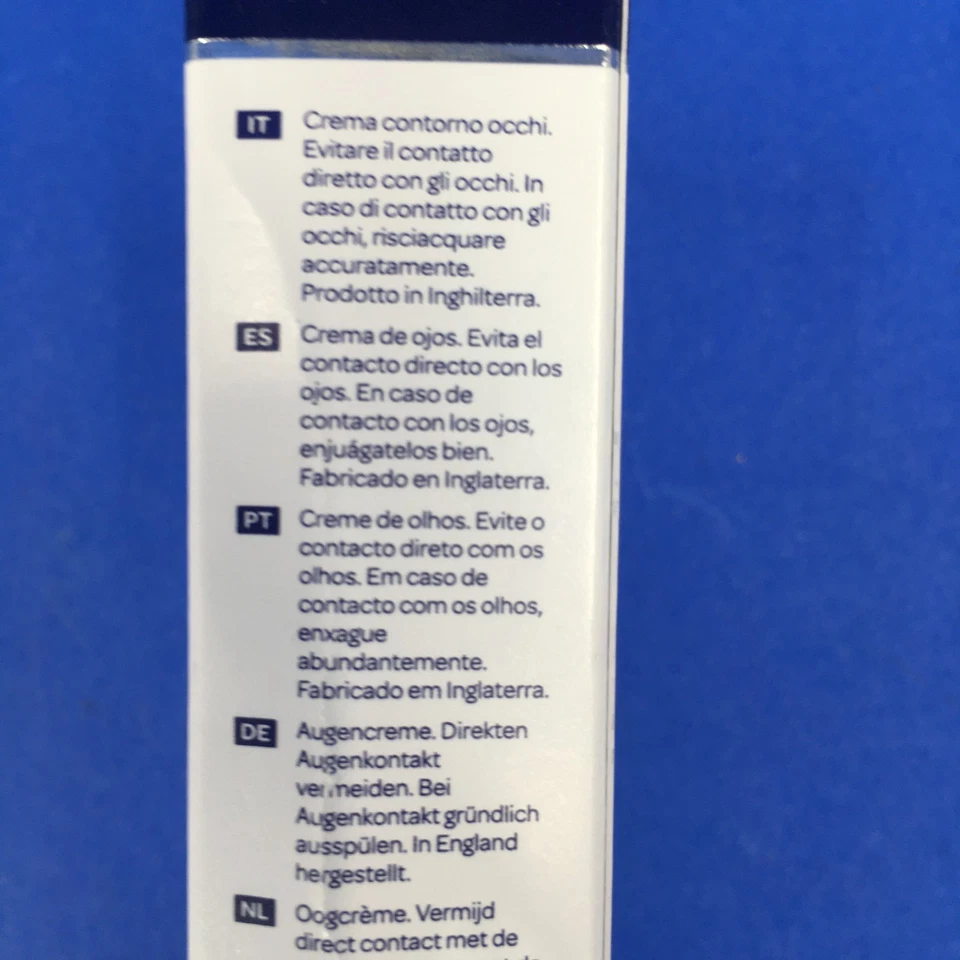 IT Crema contorno occhi.
Evitare il contatto
diretto con gli occhi. In
caso di contatto con gli
occhi, risciacquare
accuratamente.
Prodotto in Inghilterra.
ES Crema de ojos. Evita el
contacto directo con los
ojos. En caso de
contacto con los ojos,
enjuágatelos bien.
Fabricado en Inglaterra.
PT Creme de olhos. Evite o
contacto direto com os
olhos. Em caso de
contacto com os olhos,
enxague
abundantemente.
Fabricado em Inglaterra.
DE Augencreme. Direkten
Augenkontakt
vermeiden. Bei
Augenkontakt gründlich
ausspülen. In England
hergestellt.
NL Oogcrème. Vermijd
direct contact met de